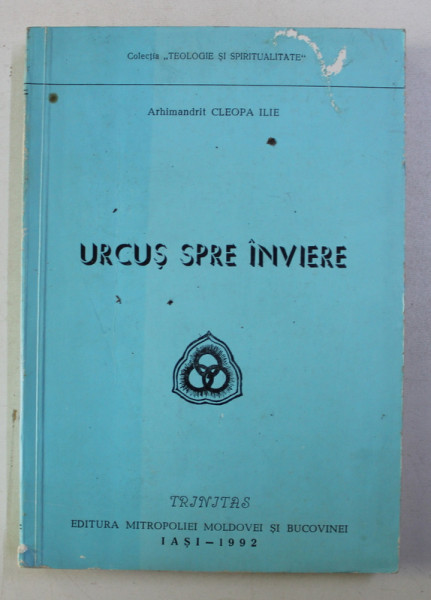 Colecția „TEOLOGIE ȘI SPIRITUALITATE"
Arhimandrit CLEOPA ILIE
URCUȘ SPRE ÎNVIERE
TRINITAS
EDITURA MITROPOLIEI MOLDOVEI ȘI BUCOVINEI
IAȘI — 1992